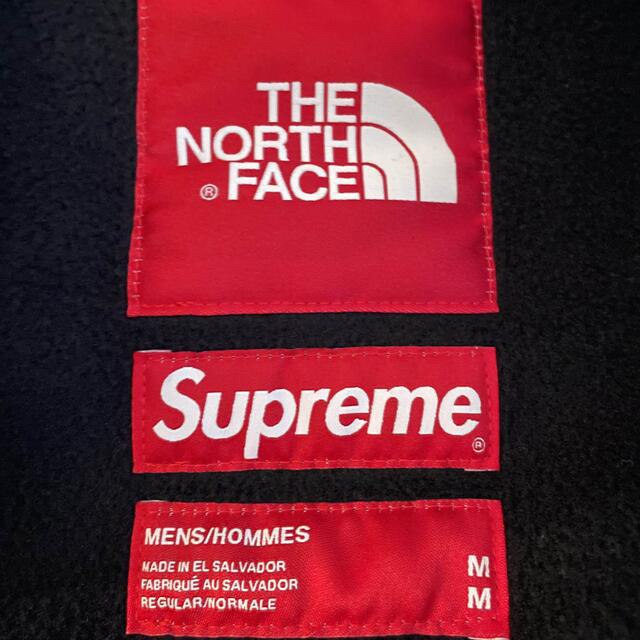 THE
NORTH
® FACE
Supreme
®
MENS/HOMMES
MADE IN EL SALVADOR M
FABRIQUÉ AU SALVADOR
REGULAR/NORMALE M